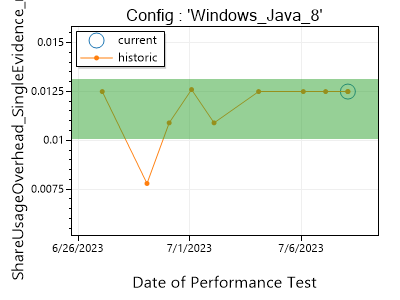 Config : 'Windows_Java_8'
ShareUsageOverhead_SingleEvidence_
0.015
0.0125
0.01
0.0075
current
historic
6/26/2023
7/1/2023
7/6/2023
Date of Performance Test